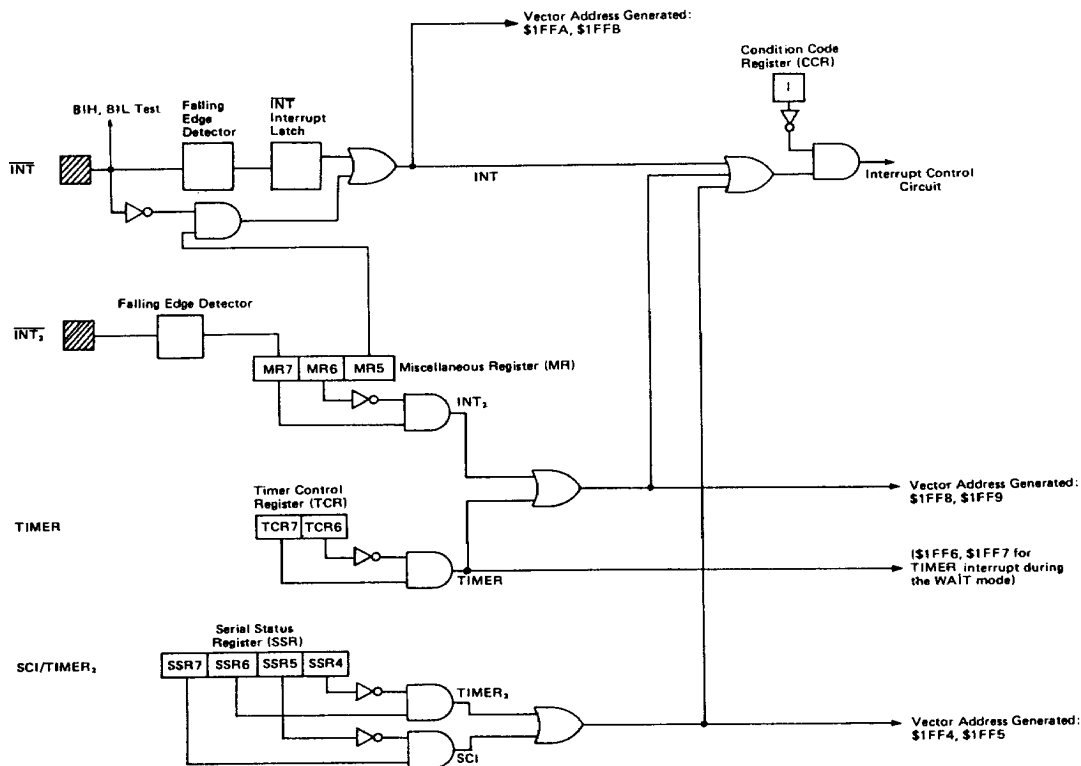 Vector Address Generated:
$1FFA, $1FFB
Condition Code
Register (CCR)
I
BIH, BIL Test
Falling
Edge
Detector
INT
Interrupt
Latch
INT
INT
Interrupt Control
Circuit
Falling Edge Detector
INT₂
MR7 MR6 MR5
Miscellaneous Register (MR)
INT₂
Timer Control
Register (TCR)
Vector Address Generated:
$1FF8, $1FF9
TIMER
TCR7 TCR6
TIMER
($1FF6, $1FF7 for
TIMER interrupt during
the WAIT mode)
Serial Status
Register (SSR)
SCI/TIMER₂
SSR7 SSR6 SSR5 SSR4
TIMER₂
SCI
Vector Address Generated:
$1FF4, $1FF5